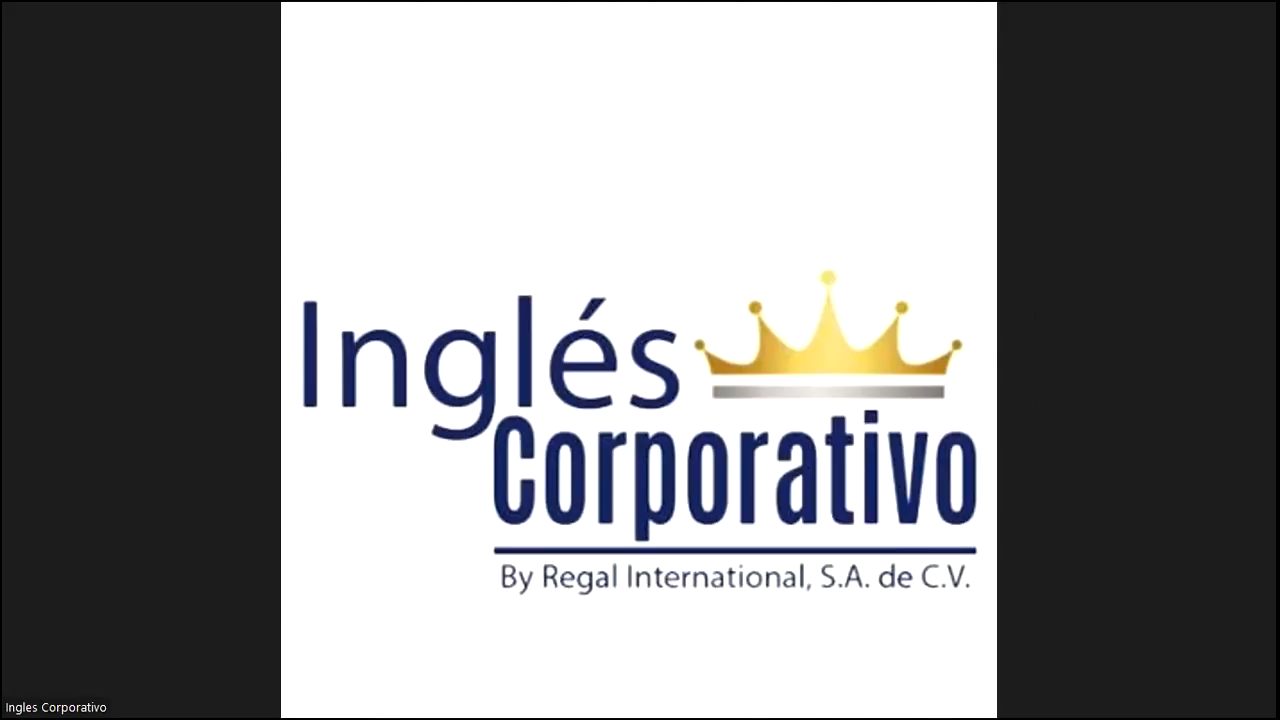 Inglés
Corporativo
By Regal International, S.A. de C.V.
Ingles Corporativo